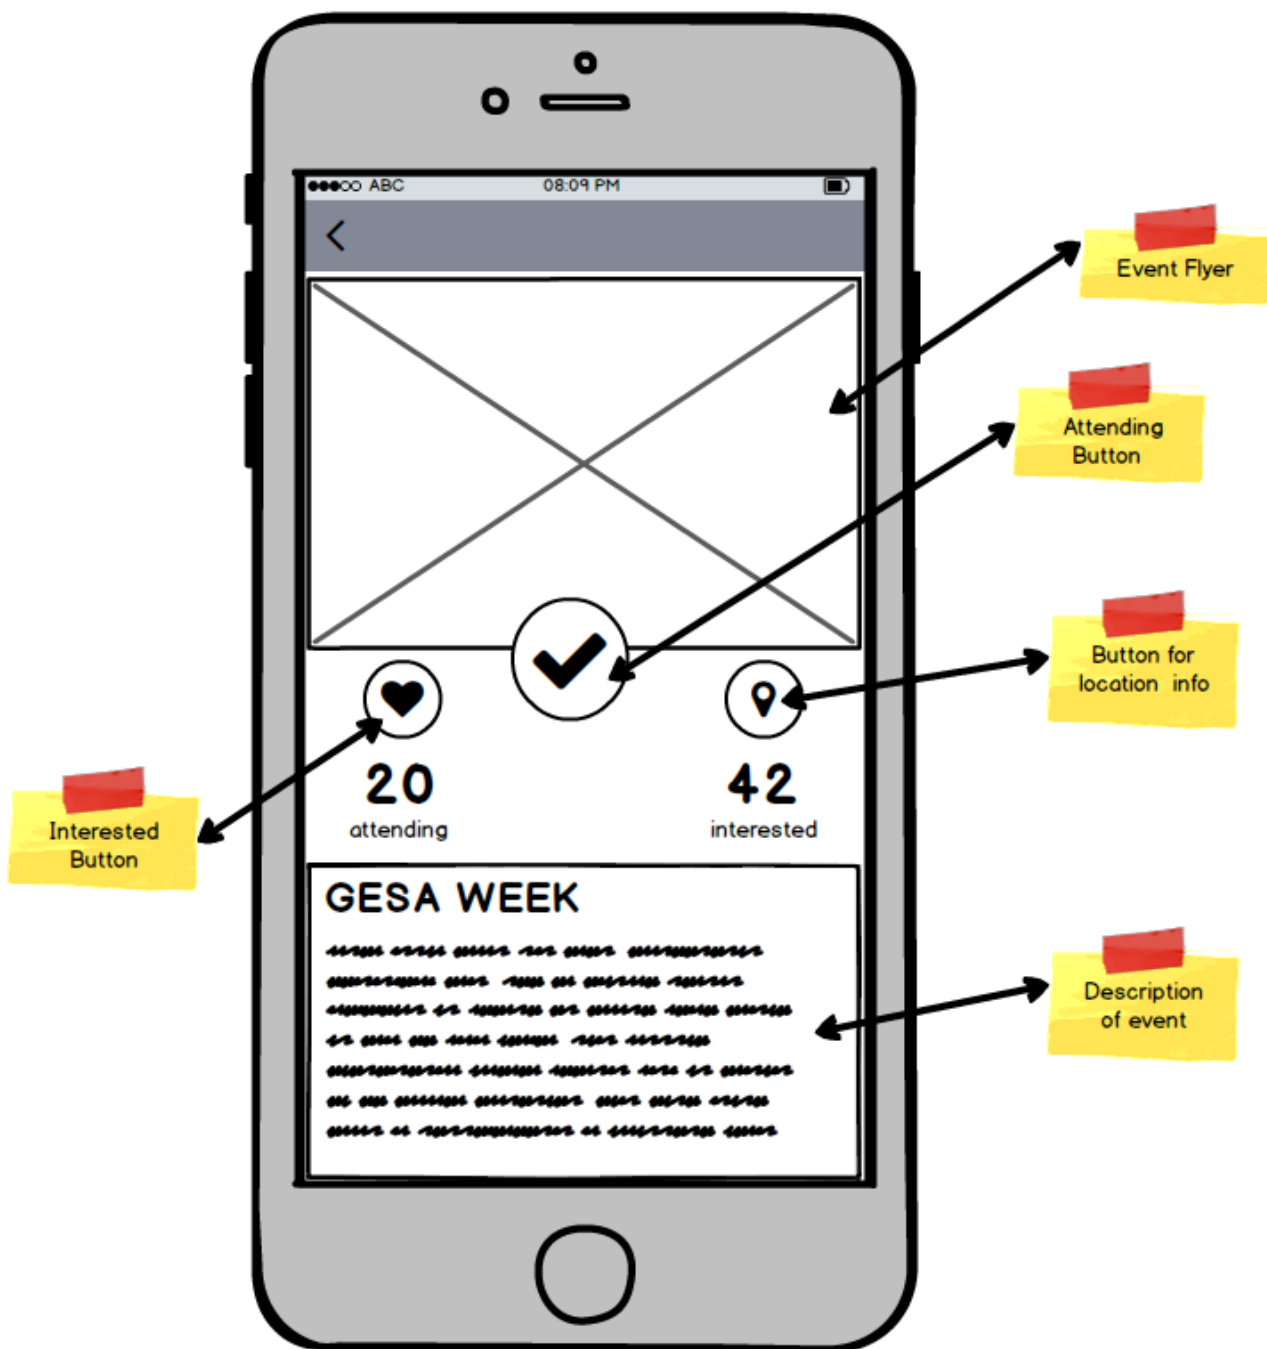 ABC 08:09 PM
Event Flyer
Attending
Button
Button for
location info
20
attending
42
interested
Interested
Button
GESA WEEK
Description
of event